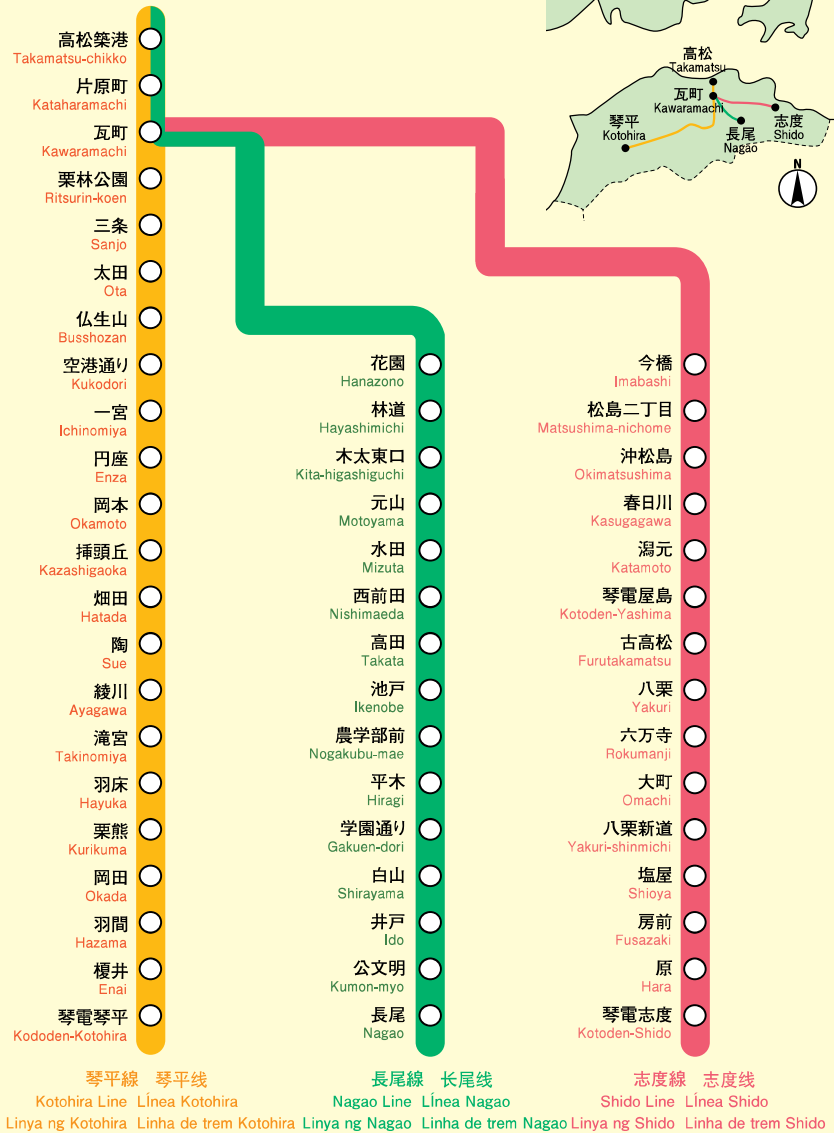 高松築港
Takamatsu-chikko
片原町
Kataharamachi
瓦町
Kawaramachi
栗林公園
Ritsurin-koen
三条
Sanjo
太田
Ota
仏生山
Busshozan
空港通り
Kukodori
一宮
Ichinomiya
円座
Enza
岡本
Okamoto
挿頭丘
Kazashigaoka
畑田
Hatada
陶
Sue
綾川
Ayagawa
滝宮
Takinomiya
羽床
Hayuka
栗熊
Kurikuma
岡田
Okada
羽間
Hazama
榎井
Enai
琴電琴平
Kododen-Kotohira
琴平線 琴平线
Kotohira Line LÍnea Kotohira
Linya ng Kotohira Linha de trem Kotohira
花園
Hanazono
林道
Hayashimichi
木太東口
Kita-higashiguchi
元山
Motoyama
水田
Mizuta
西前田
Nishimaeda
高田
Takata
池戸
Ikenobe
農学部前
Nogakubu-mae
平木
Hiragi
学園通り
Gakuen-dori
白山
Shirayama
井戸
Ido
公文明
Kumon-myo
長尾
Nagao
長尾線 长尾线
Nagao Line LÍnea Nagao
Linya ng Nagao Linha de trem Nagao
今橋
Imabashi
松島二丁目
Matsushima-nichome
沖松島
Okimatsushima
春日川
Kasugagawa
潟元
Katamoto
琴電屋島
Kotoden-Yashima
古高松
Furutakamatsu
八栗
Yakuri
六万寺
Rokumanji
大町
Omachi
八栗新道
Yakuri-shinmichi
塩屋
Shioya
房前
Fusazaki
原
Hara
琴電志度
Kotoden-Shido
志度線 志度线
Shido Line LÍnea Shido
Linya ng Shido Linha de trem Shido
高松
Takamatsu
瓦町
Kawaramachi
琴平
Kotohira
長尾
Nagao
志度
Shido
N